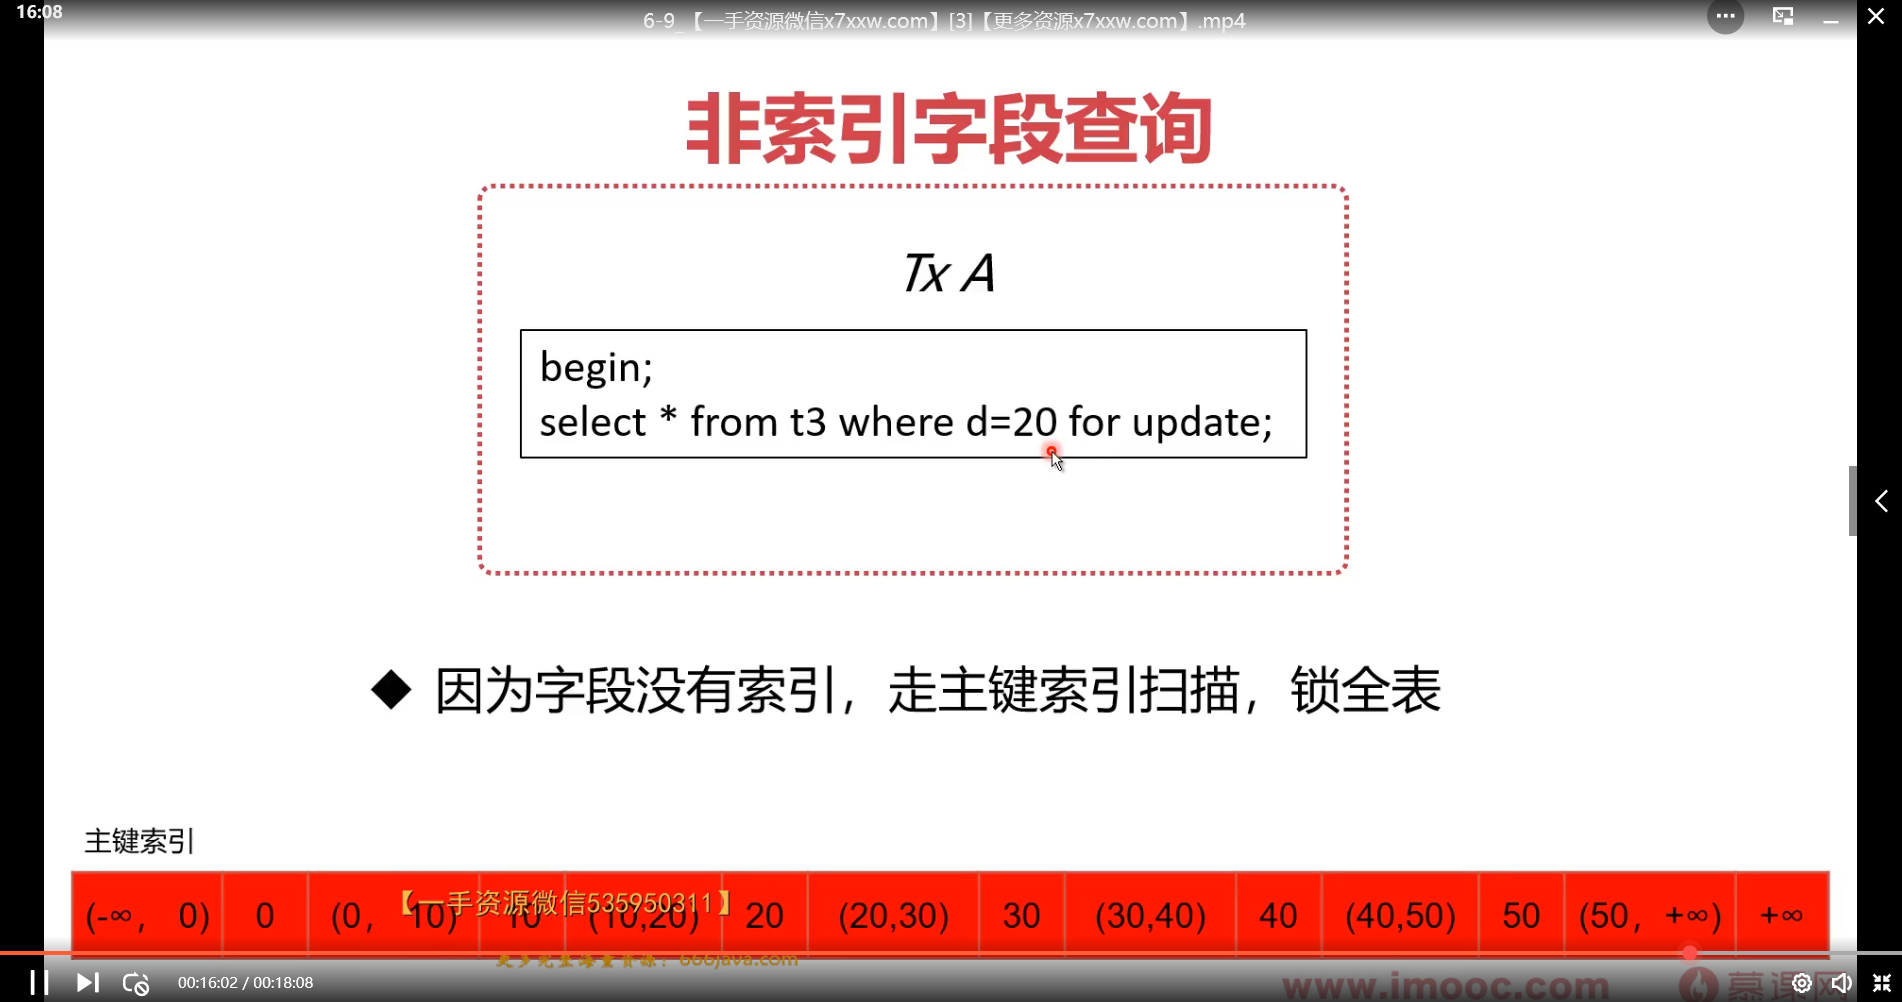 16:08
6-9_【一手资源微信x7xxw.com】[3]【更多资源x7xxw.com】.mp4
非索引字段查询
Tx A
begin;
select * from t3 where d=20 for update;
◆ 因为字段没有索引，走主键索引扫描，锁全表
主键索引
(-∞， 0) 0 (0， 10) 10 (10,20) 20 (20,30) 30 (30,40) 40 (40,50) 50 (50，+∞) +∞
【一手资源微信535950311】
666java.com
00:16:02 / 00:18:08
www.imooc.com 慕课网